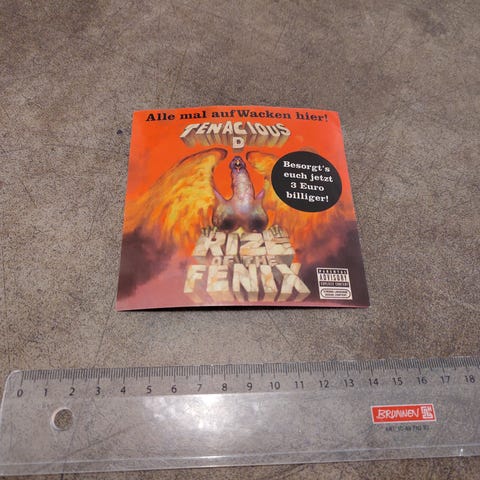 Alle mal auf Wacken hier!
TENACIOUS
D
Besorgt's
euch jetzt
3 Euro
billiger!
RIZE
OF THE
FENIX
PARENTAL
ADVISORY
EXPLICIT CONTENT
0 1 2 3 4 5 6 7 8 9 10 11 12 13 14 15 16 17 18
BRUNNEN